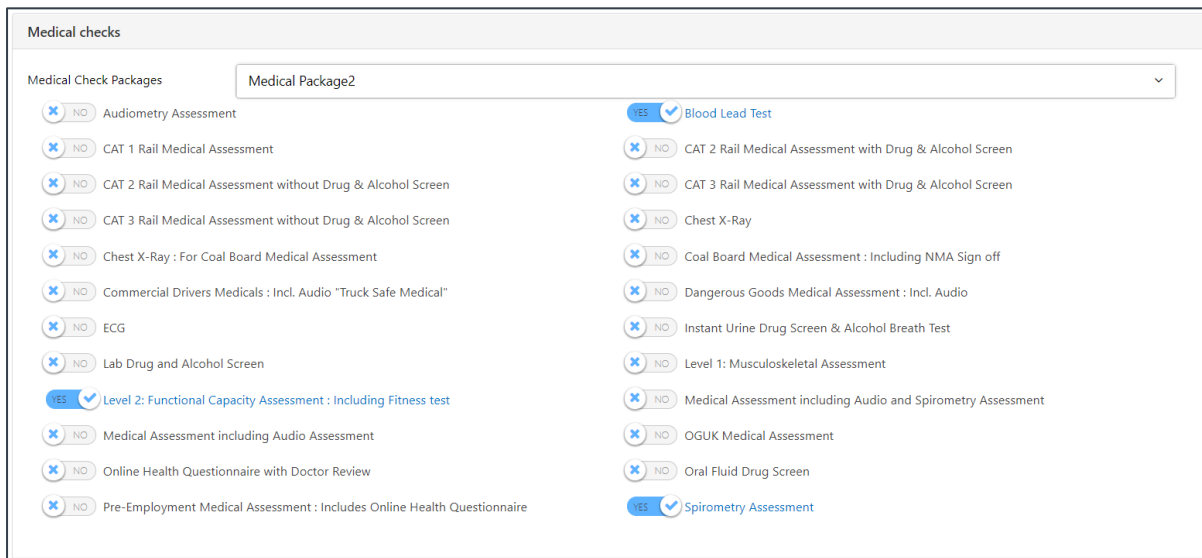 Medical checks
Medical Check Packages Medical Package2
NO Audiometry Assessment YES Blood Lead Test
NO CAT 1 Rail Medical Assessment NO CAT 2 Rail Medical Assessment with Drug & Alcohol Screen
NO CAT 2 Rail Medical Assessment without Drug & Alcohol Screen NO CAT 3 Rail Medical Assessment with Drug & Alcohol Screen
NO CAT 3 Rail Medical Assessment without Drug & Alcohol Screen NO Chest X-Ray
NO Chest X-Ray : For Coal Board Medical Assessment NO Coal Board Medical Assessment : Including NMA Sign off
NO Commercial Drivers Medicals : Incl. Audio "Truck Safe Medical" NO Dangerous Goods Medical Assessment : Incl. Audio
NO ECG NO Instant Urine Drug Screen & Alcohol Breath Test
NO Lab Drug and Alcohol Screen NO Level 1: Musculoskeletal Assessment
YES Level 2: Functional Capacity Assessment : Including Fitness test NO Medical Assessment including Audio and Spirometry Assessment
NO Medical Assessment including Audio Assessment NO OGUK Medical Assessment
NO Online Health Questionnaire with Doctor Review NO Oral Fluid Drug Screen
NO Pre-Employment Medical Assessment : Includes Online Health Questionnaire YES Spirometry Assessment